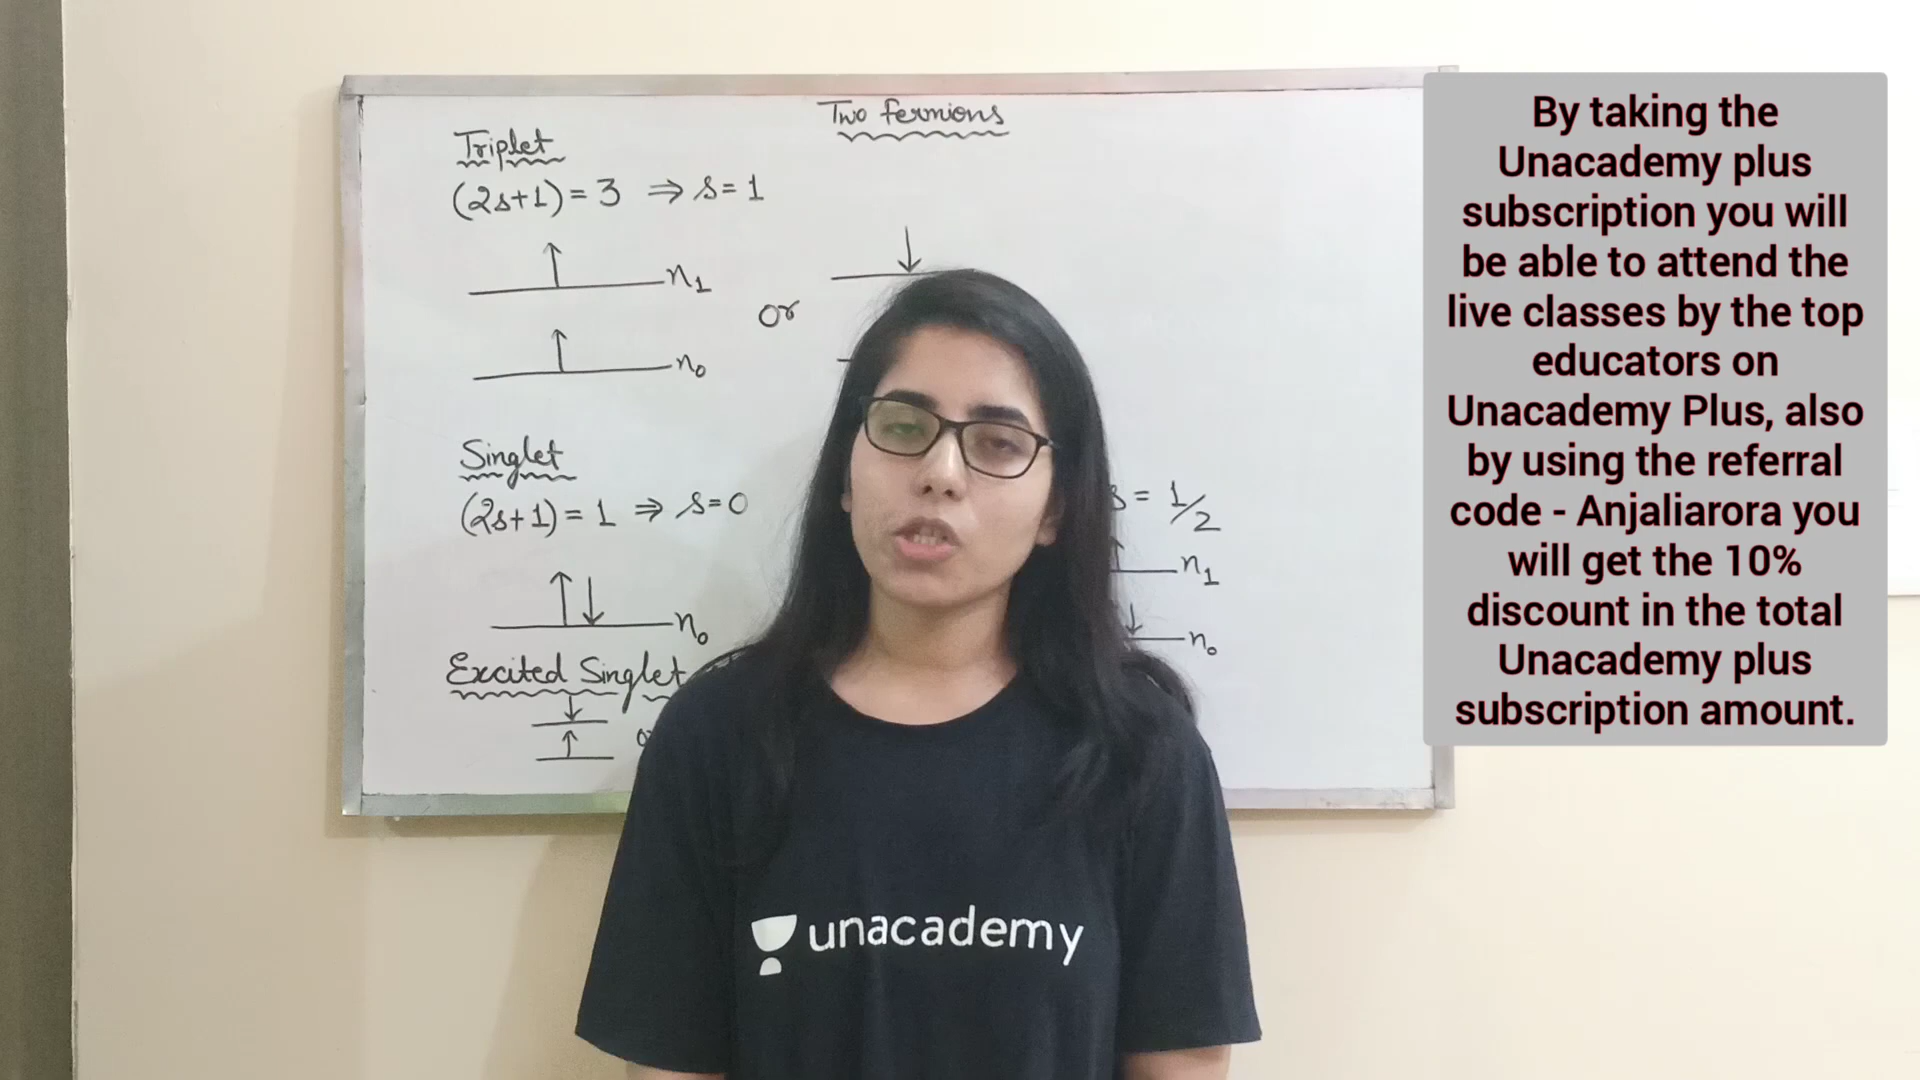 Two fermions
Triplet
(2s+1) = 3 ⇒ s = 1
n₁
or
n₀
Singlet
(2s+1) = 1 ⇒ s=0
s = 1/2
n₁
n₀
n₀
Excited Singlet
unacademy
By taking the
Unacademy plus
subscription you will
be able to attend the
live classes by the top
educators on
Unacademy Plus, also
by using the referral
code - Anjaliarora you
will get the 10%
discount in the total
Unacademy plus
subscription amount.